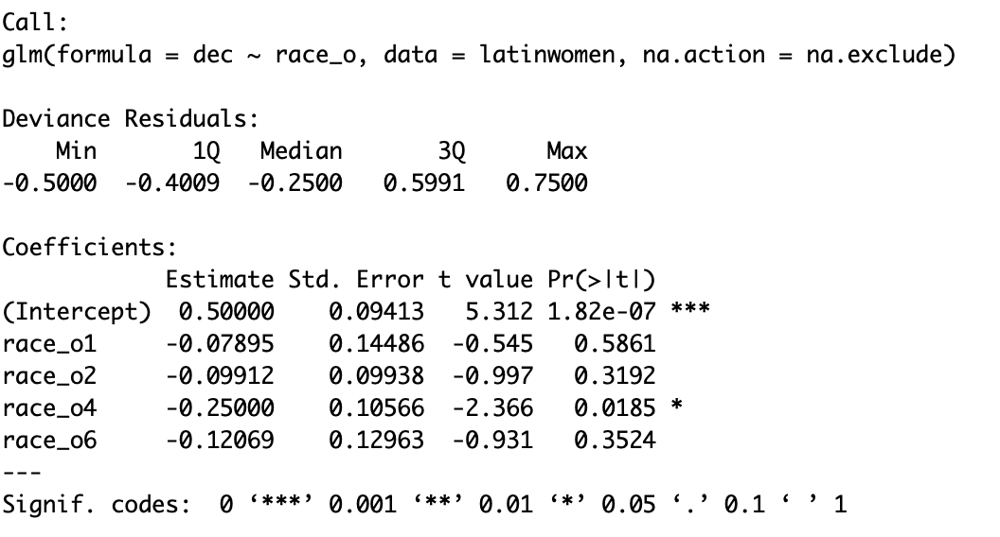 Call:
glm(formula = dec ~ race_o, data = latinwomen, na.action = na.exclude)
Deviance Residuals:
Min 1Q Median 3Q Max
-0.5000 -0.4009 -0.2500 0.5991 0.7500
Coefficients:
Estimate Std. Error t value Pr(>|t|)
(Intercept) 0.50000 0.09413 5.312 1.82e-07 ***
race_o1 -0.07895 0.14486 -0.545 0.5861
race_o2 -0.09912 0.09938 -0.997 0.3192
race_o4 -0.25000 0.10566 -2.366 0.0185 *
race_o6 -0.12069 0.12963 -0.931 0.3524
---
Signif. codes: 0 ‘***’ 0.001 ‘**’ 0.01 ‘*’ 0.05 ‘.’ 0.1 ‘ ’ 1